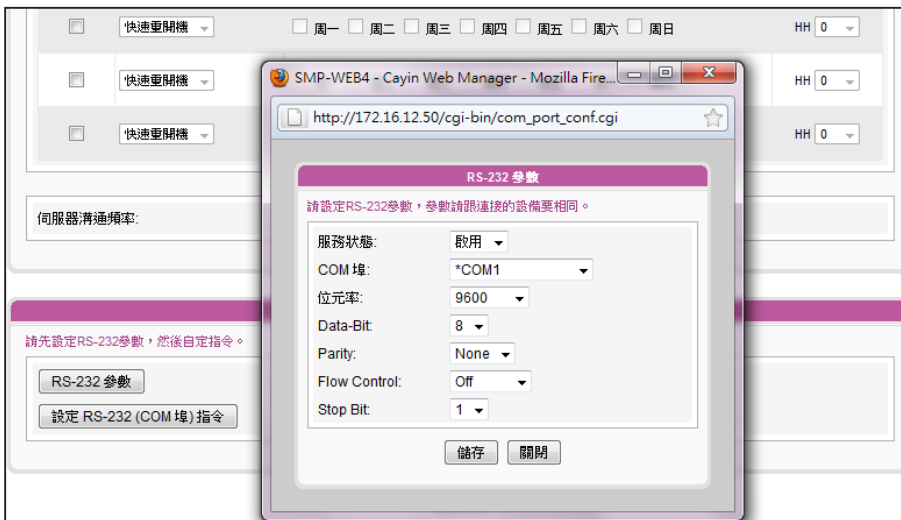 快速重開機 周一 周二 周三 周四 周五 周六 周日 HH 0
SMP-WEB4 - Cayin Web Manager - Mozilla Fire...
快速重開機 HH 0
http://172.16.12.50/cgi-bin/com_port_conf.cgi
快速重開機 HH 0
RS-232 參數
請設定RS-232參數，參數請跟連接的設備要相同。
伺服器溝通頻率:
服務狀態: 啟用
COM 埠: *COM1
位元率: 9600
Data-Bit: 8
Parity: None
Flow Control: Off
Stop Bit: 1
儲存 關閉
請先設定RS-232參數，然後自定指令。
RS-232 參數
設定 RS-232 (COM 埠) 指令